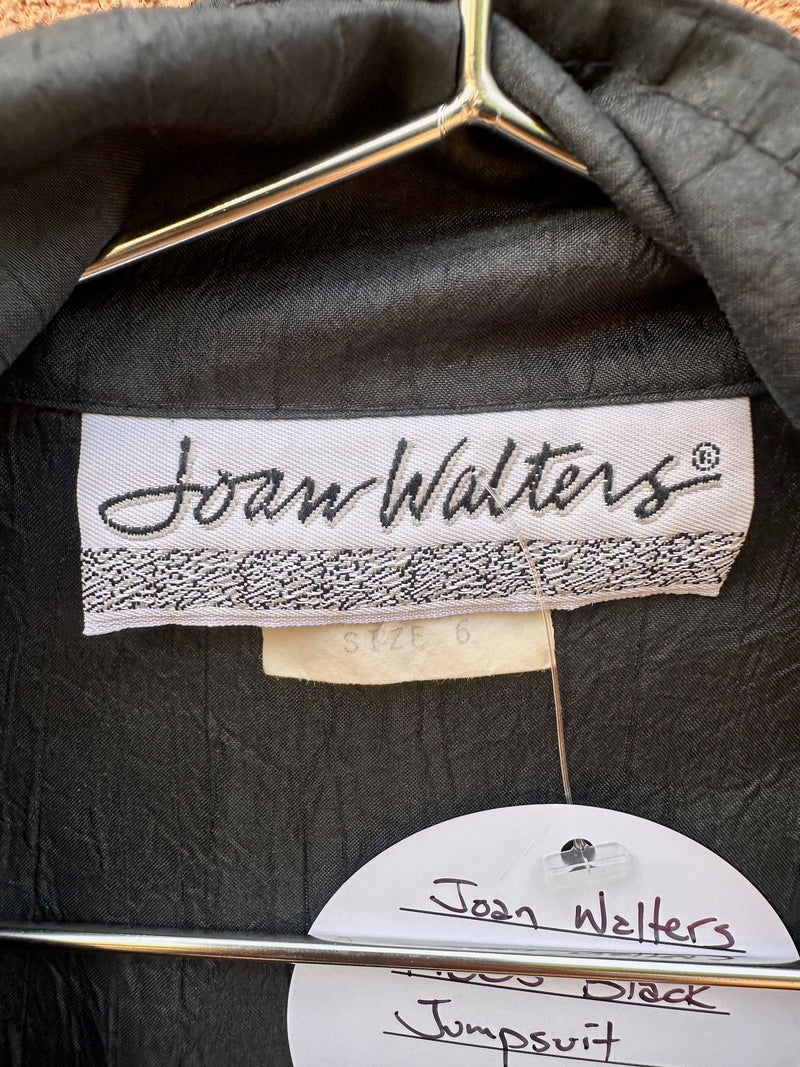 Joan Walters®
SIZE 6
Joan Walters
Black
Jumpsuit